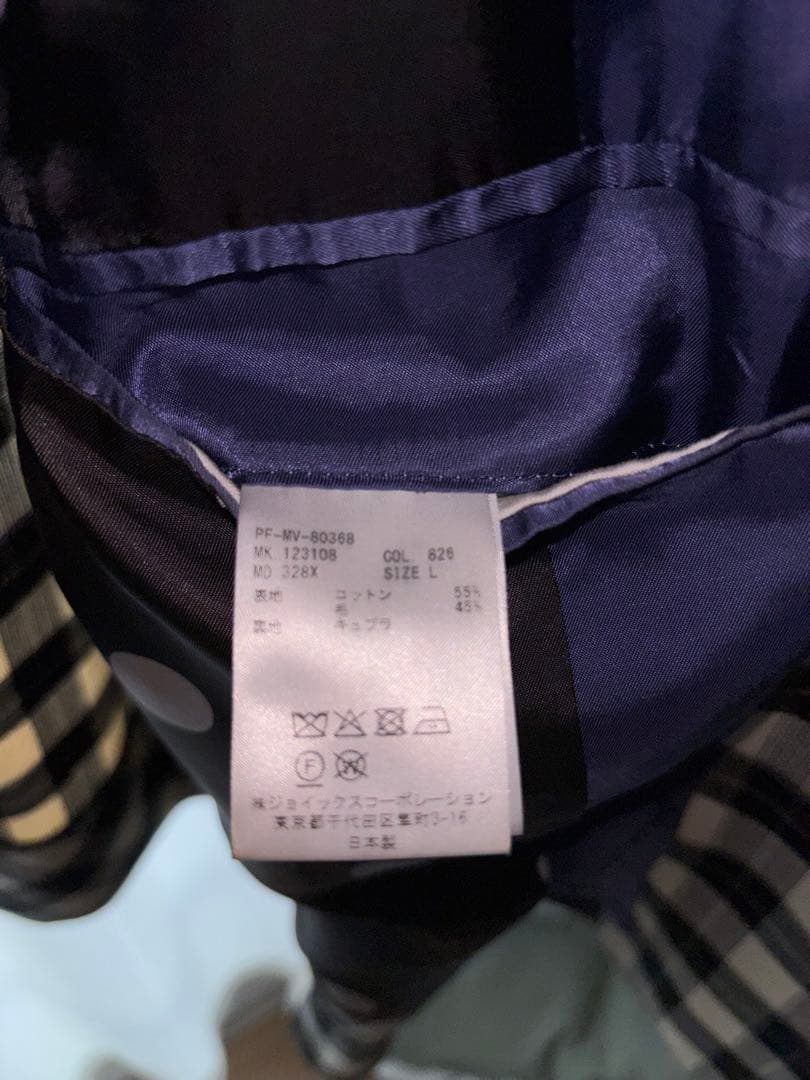 PF-MV-80368
MK 123108 COL 826
MD 328X SIZE L
表地 コットン 55%
毛 45%
裏地 キュプラ
F
W
㈱ジョイックスコーポレーション
東京都千代田区隼町3-16
日本製